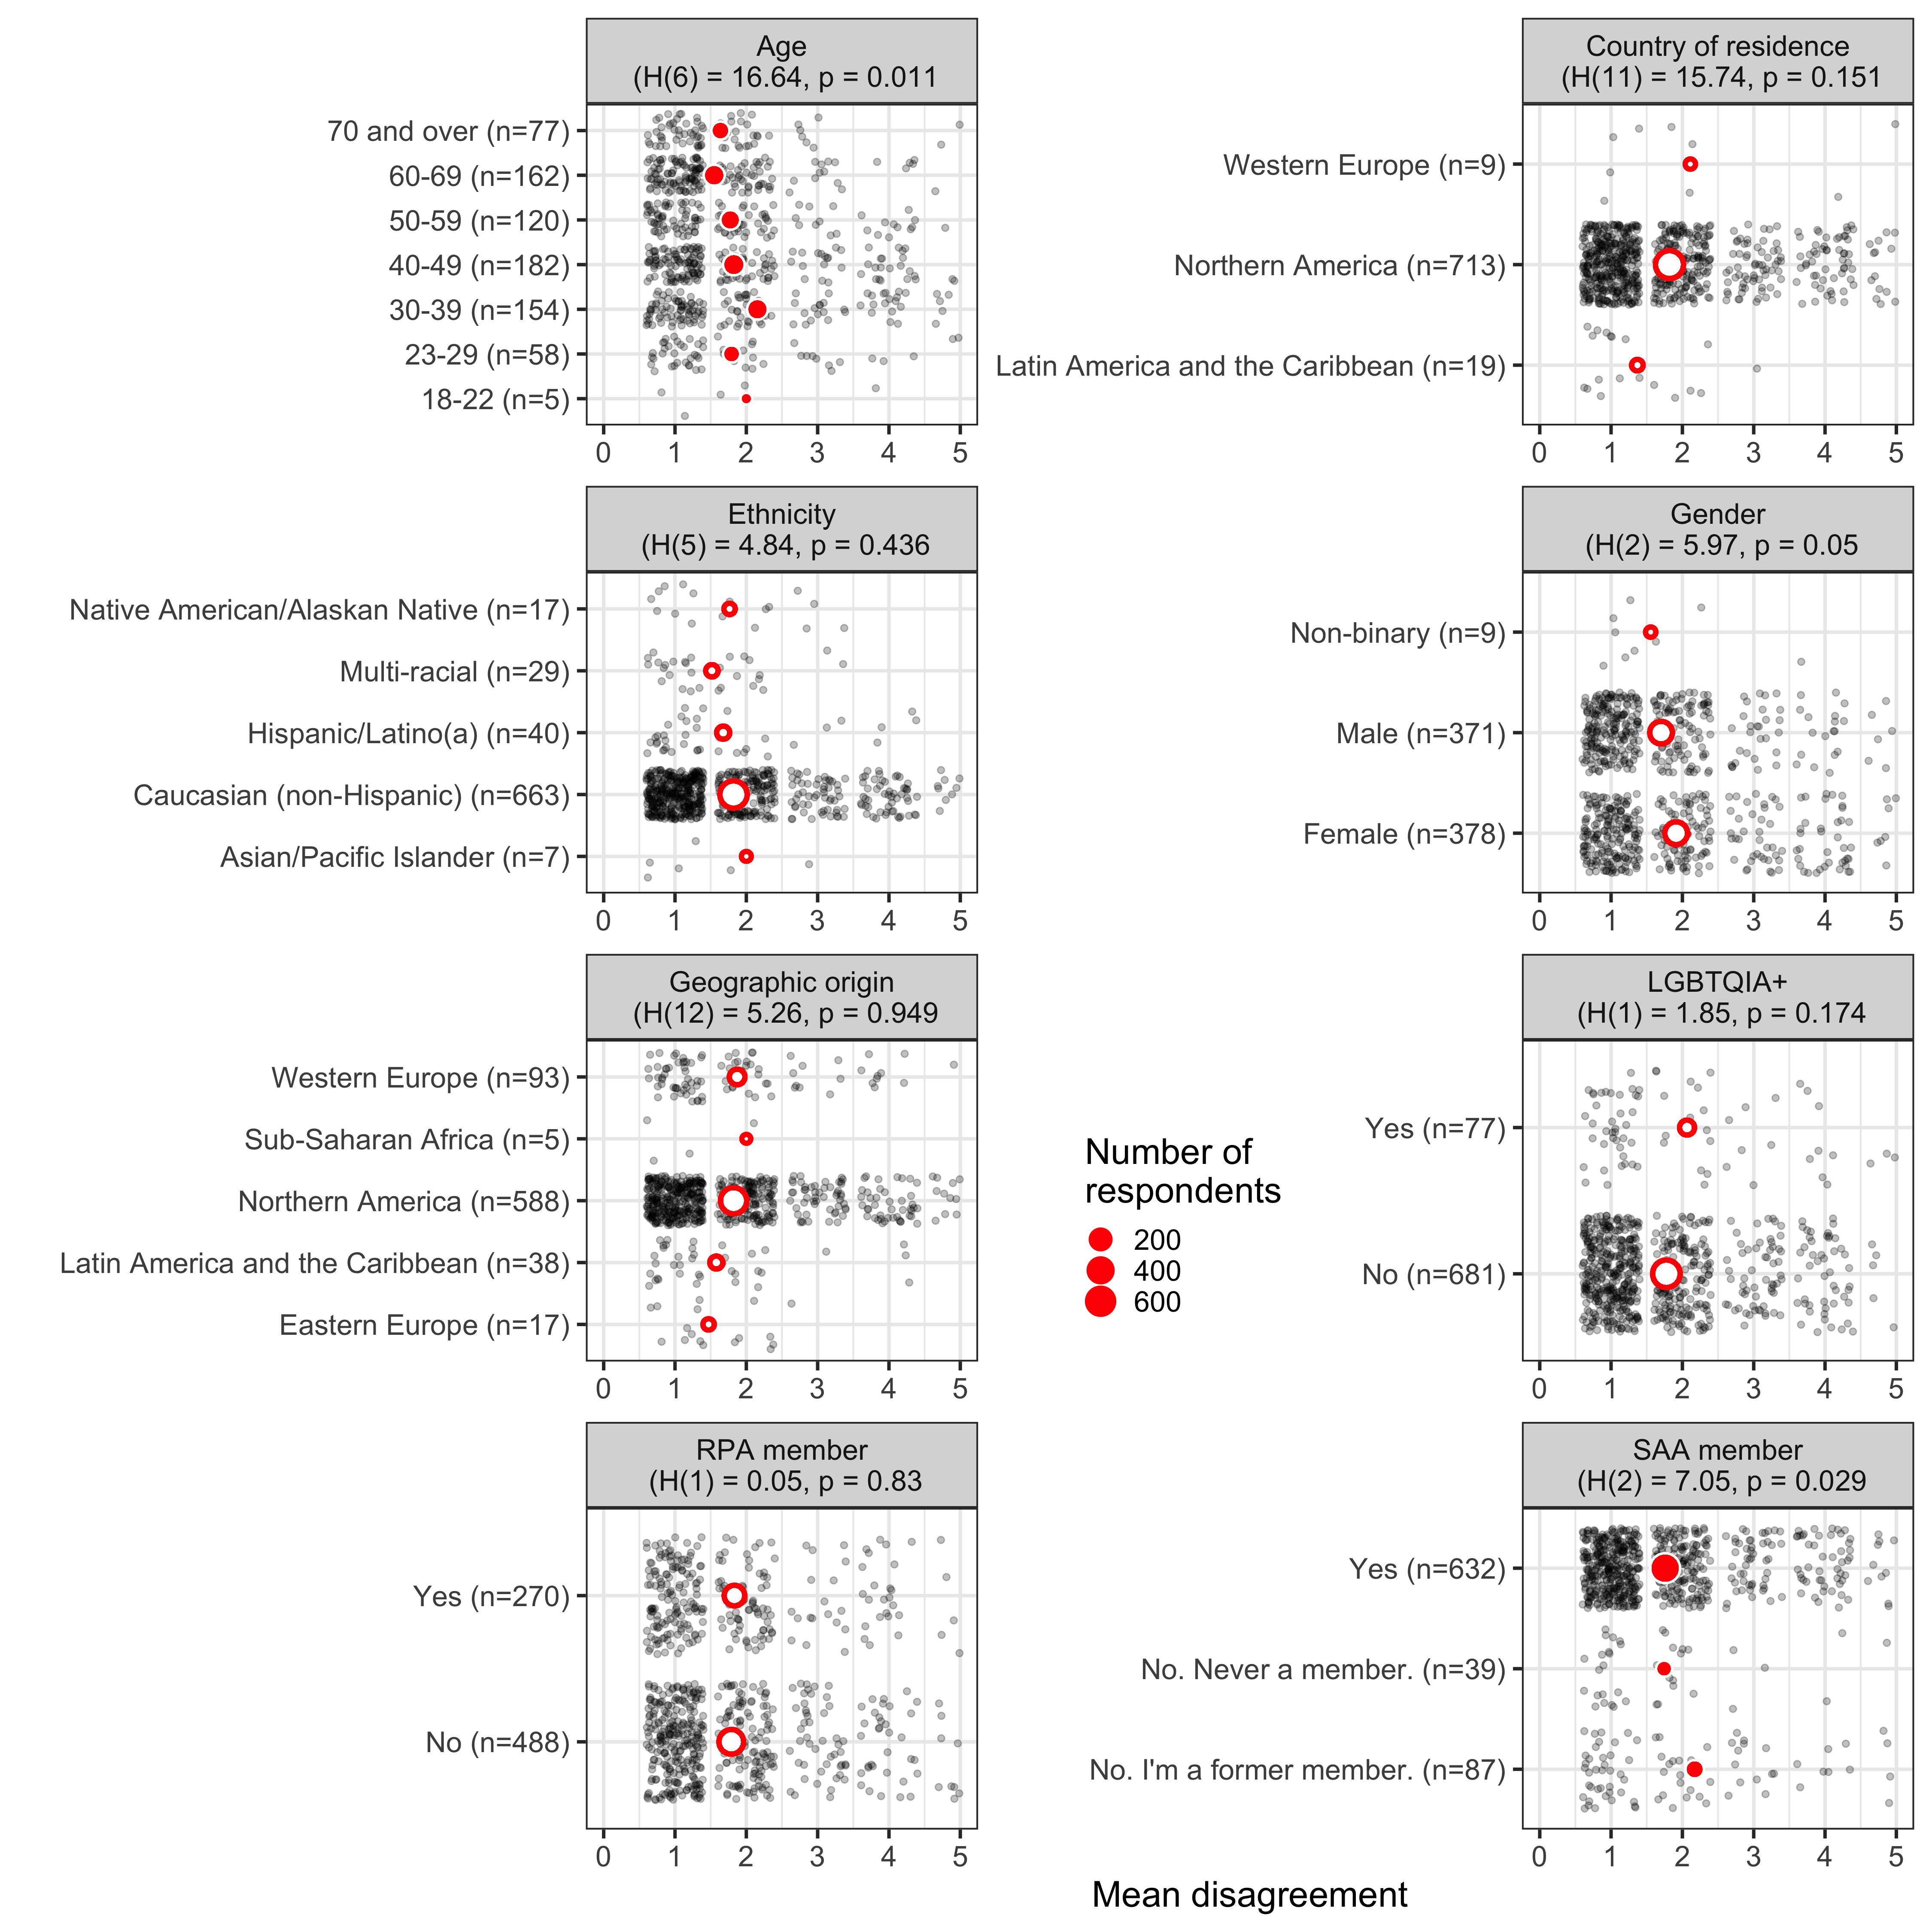 Age
(H(6) = 16.64, p = 0.011
70 and over (n=77)
60-69 (n=162)
50-59 (n=120)
40-49 (n=182)
30-39 (n=154)
23-29 (n=58)
18-22 (n=5)
0 1 2 3 4 5
Country of residence
(H(11) = 15.74, p = 0.151
Western Europe (n=9)
Northern America (n=713)
Latin America and the Caribbean (n=19)
0 1 2 3 4 5
Ethnicity
(H(5) = 4.84, p = 0.436
Native American/Alaskan Native (n=17)
Multi-racial (n=29)
Hispanic/Latino(a) (n=40)
Caucasian (non-Hispanic) (n=663)
Asian/Pacific Islander (n=7)
0 1 2 3 4 5
Gender
(H(2) = 5.97, p = 0.05
Non-binary (n=9)
Male (n=371)
Female (n=378)
0 1 2 3 4 5
Geographic origin
(H(12) = 5.26, p = 0.949
Western Europe (n=93)
Sub-Saharan Africa (n=5)
Northern America (n=588)
Latin America and the Caribbean (n=38)
Eastern Europe (n=17)
0 1 2 3 4 5
Number of
respondents
200
400
600
LGBTQIA+
(H(1) = 1.85, p = 0.174
Yes (n=77)
No (n=681)
0 1 2 3 4 5
RPA member
(H(1) = 0.05, p = 0.83
Yes (n=270)
No (n=488)
0 1 2 3 4 5
SAA member
(H(2) = 7.05, p = 0.029
Yes (n=632)
No. Never a member. (n=39)
No. I'm a former member. (n=87)
0 1 2 3 4 5
Mean disagreement